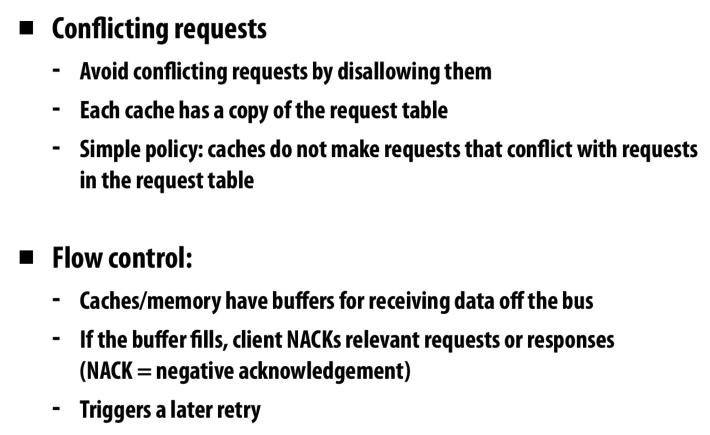 ■ Conflicting requests
- Avoid conflicting requests by disallowing them
- Each cache has a copy of the request table
- Simple policy: caches do not make requests that conflict with requests
in the request table
■ Flow control:
- Caches/memory have buffers for receiving data off the bus
- If the buffer fills, client NACKs relevant requests or responses
(NACK = negative acknowledgement)
- Triggers a later retry